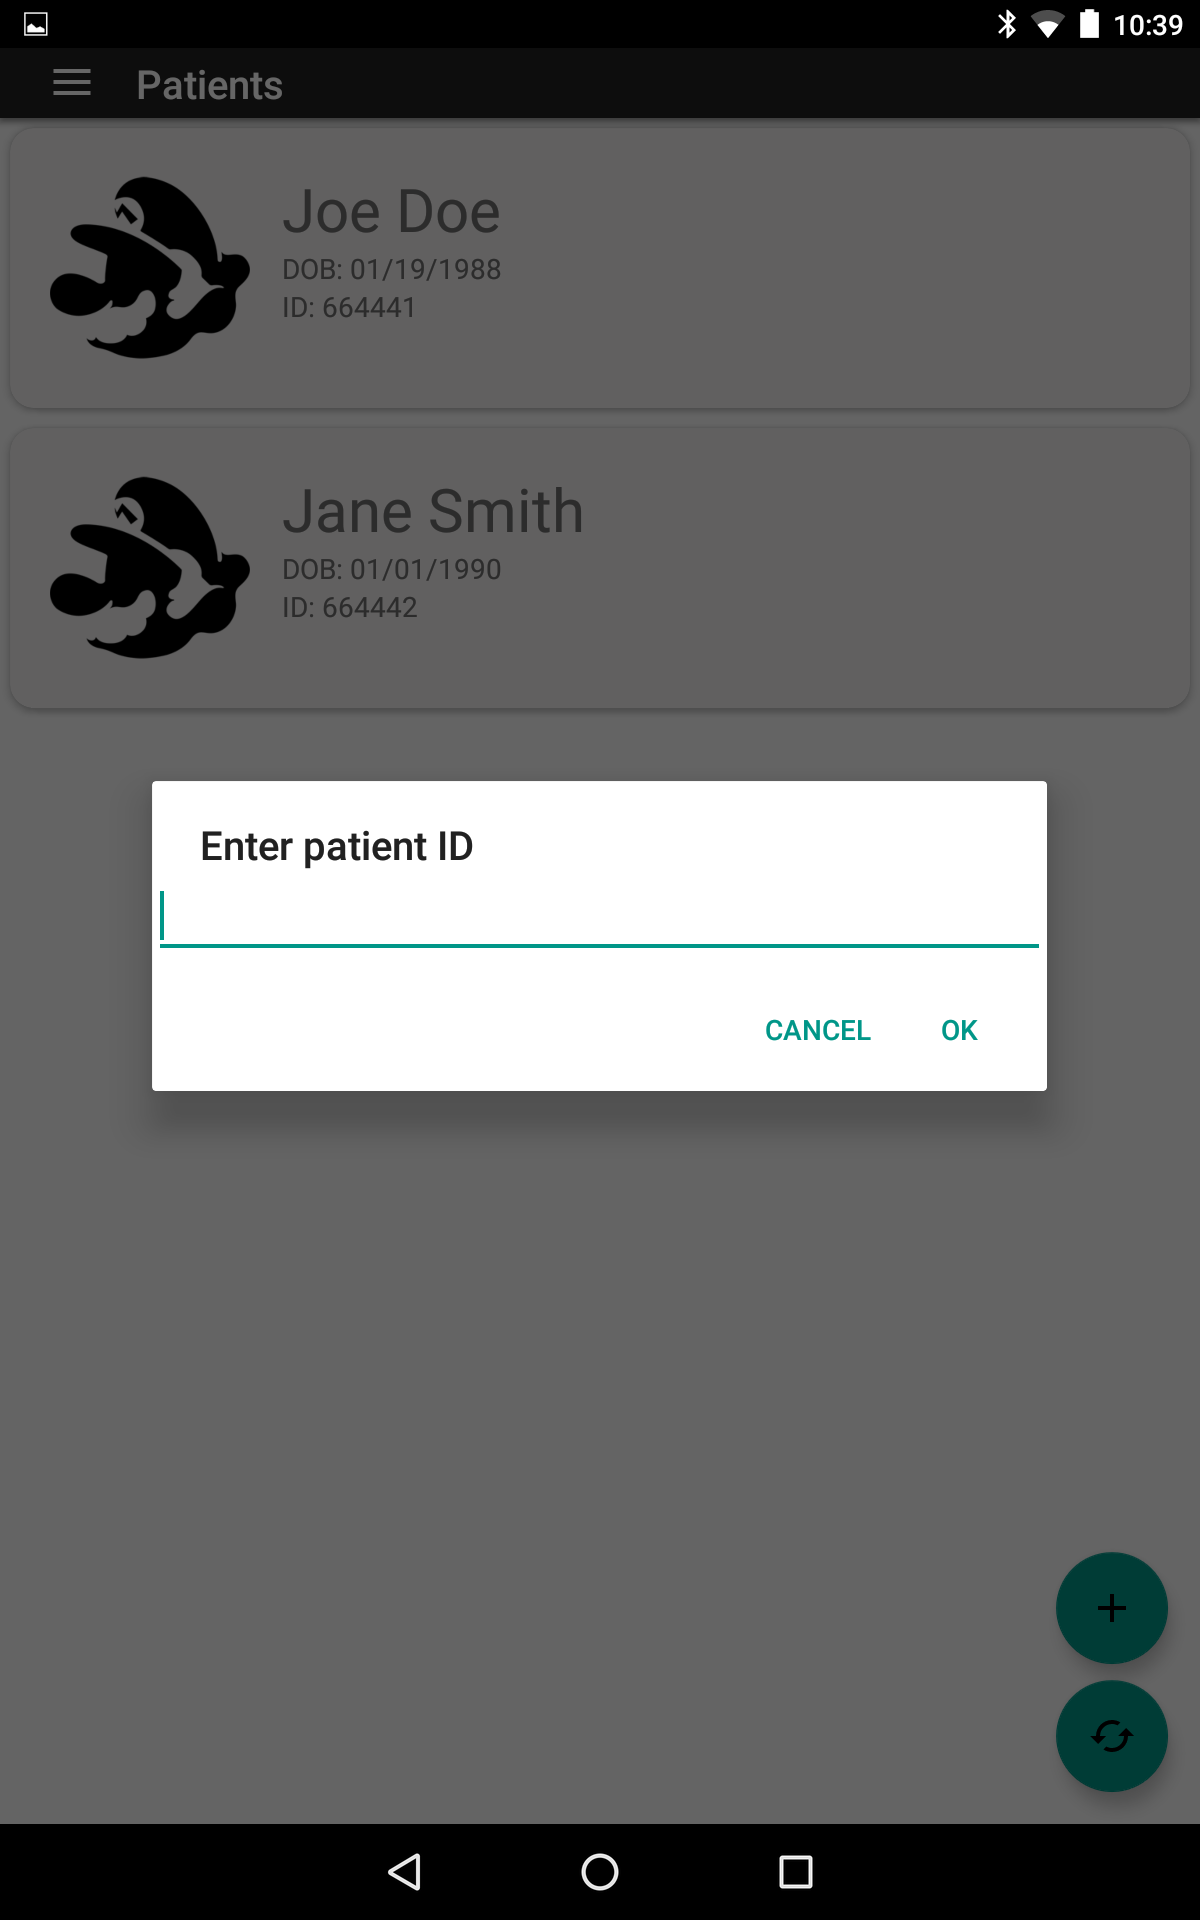 10:39
Patients
Joe Doe
DOB: 01/19/1988
ID: 664441
Jane Smith
DOB: 01/01/1990
ID: 664442
Enter patient ID
CANCEL OK